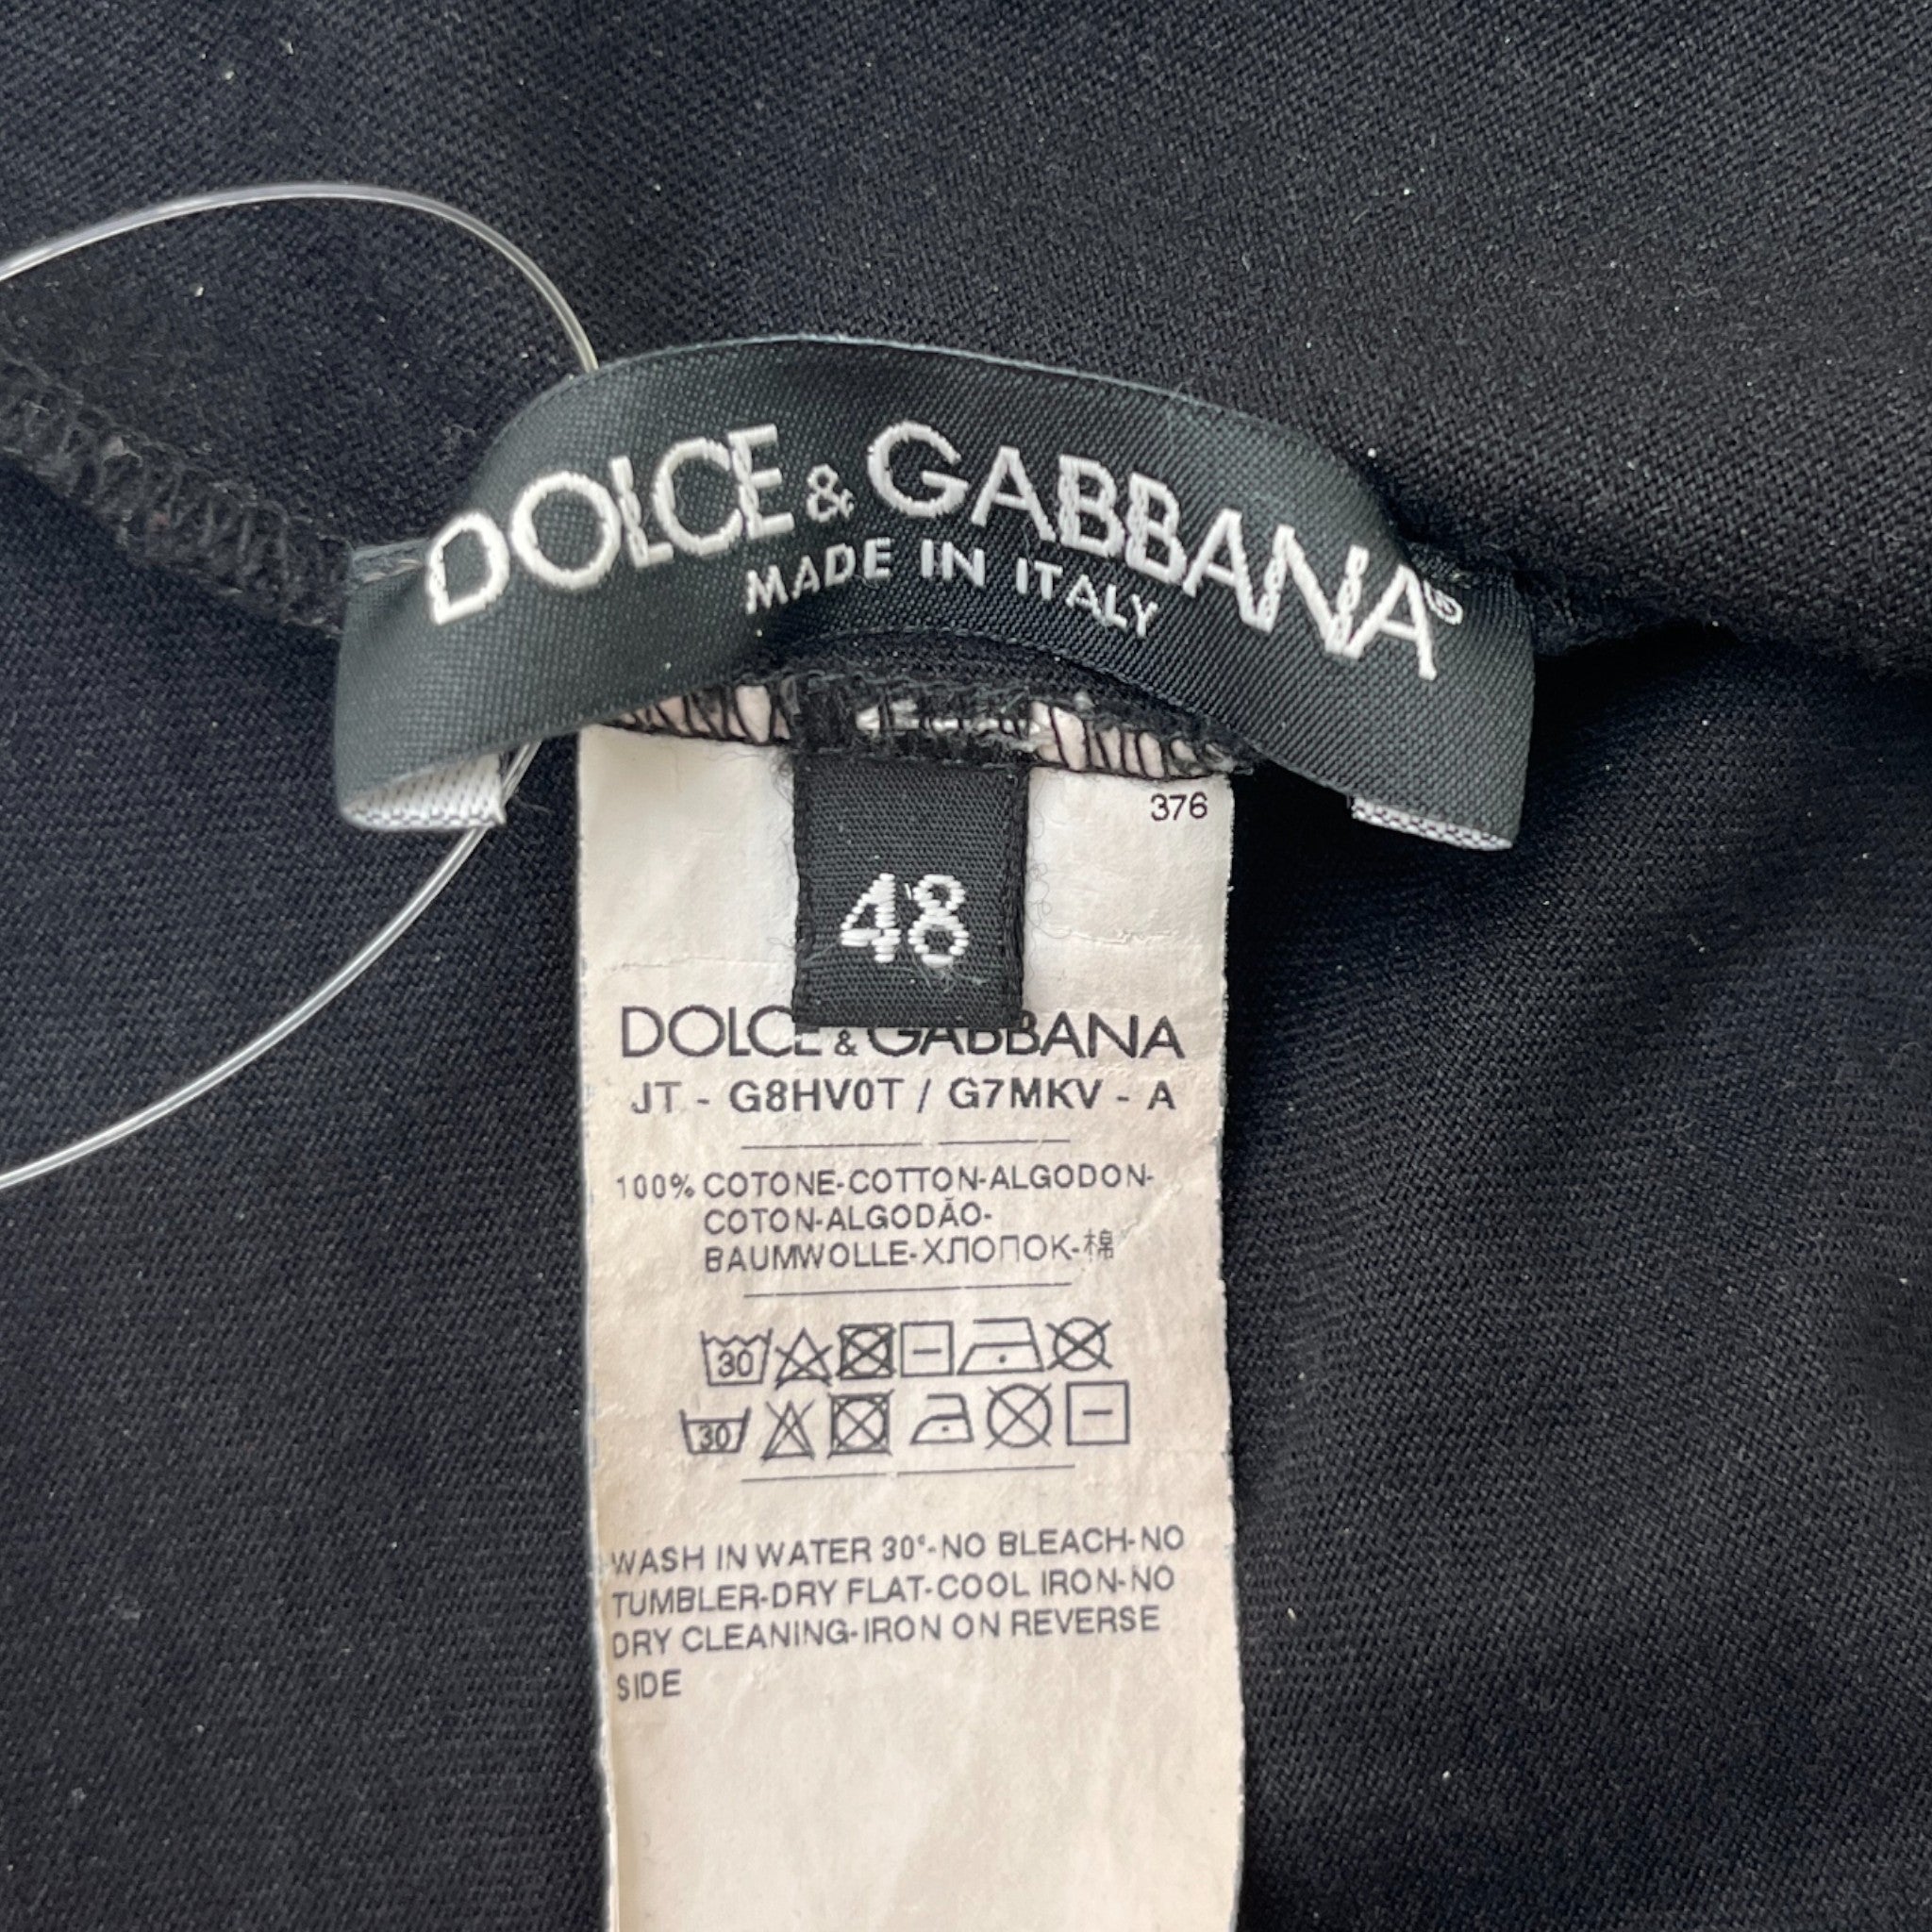 DOLCE & GABBANA®
MADE IN ITALY
376
48
DOLCE & GABBANA
JT - G8HV0T / G7MKV - A
100% COTONE-COTTON-ALGODON-
COTON-ALGODÃO-
BAUMWOLLE-ХЛОПОК-棉
30
30
WASH IN WATER 30°-NO BLEACH-NO
TUMBLER-DRY FLAT-COOL IRON-NO
DRY CLEANING-IRON ON REVERSE
SIDE